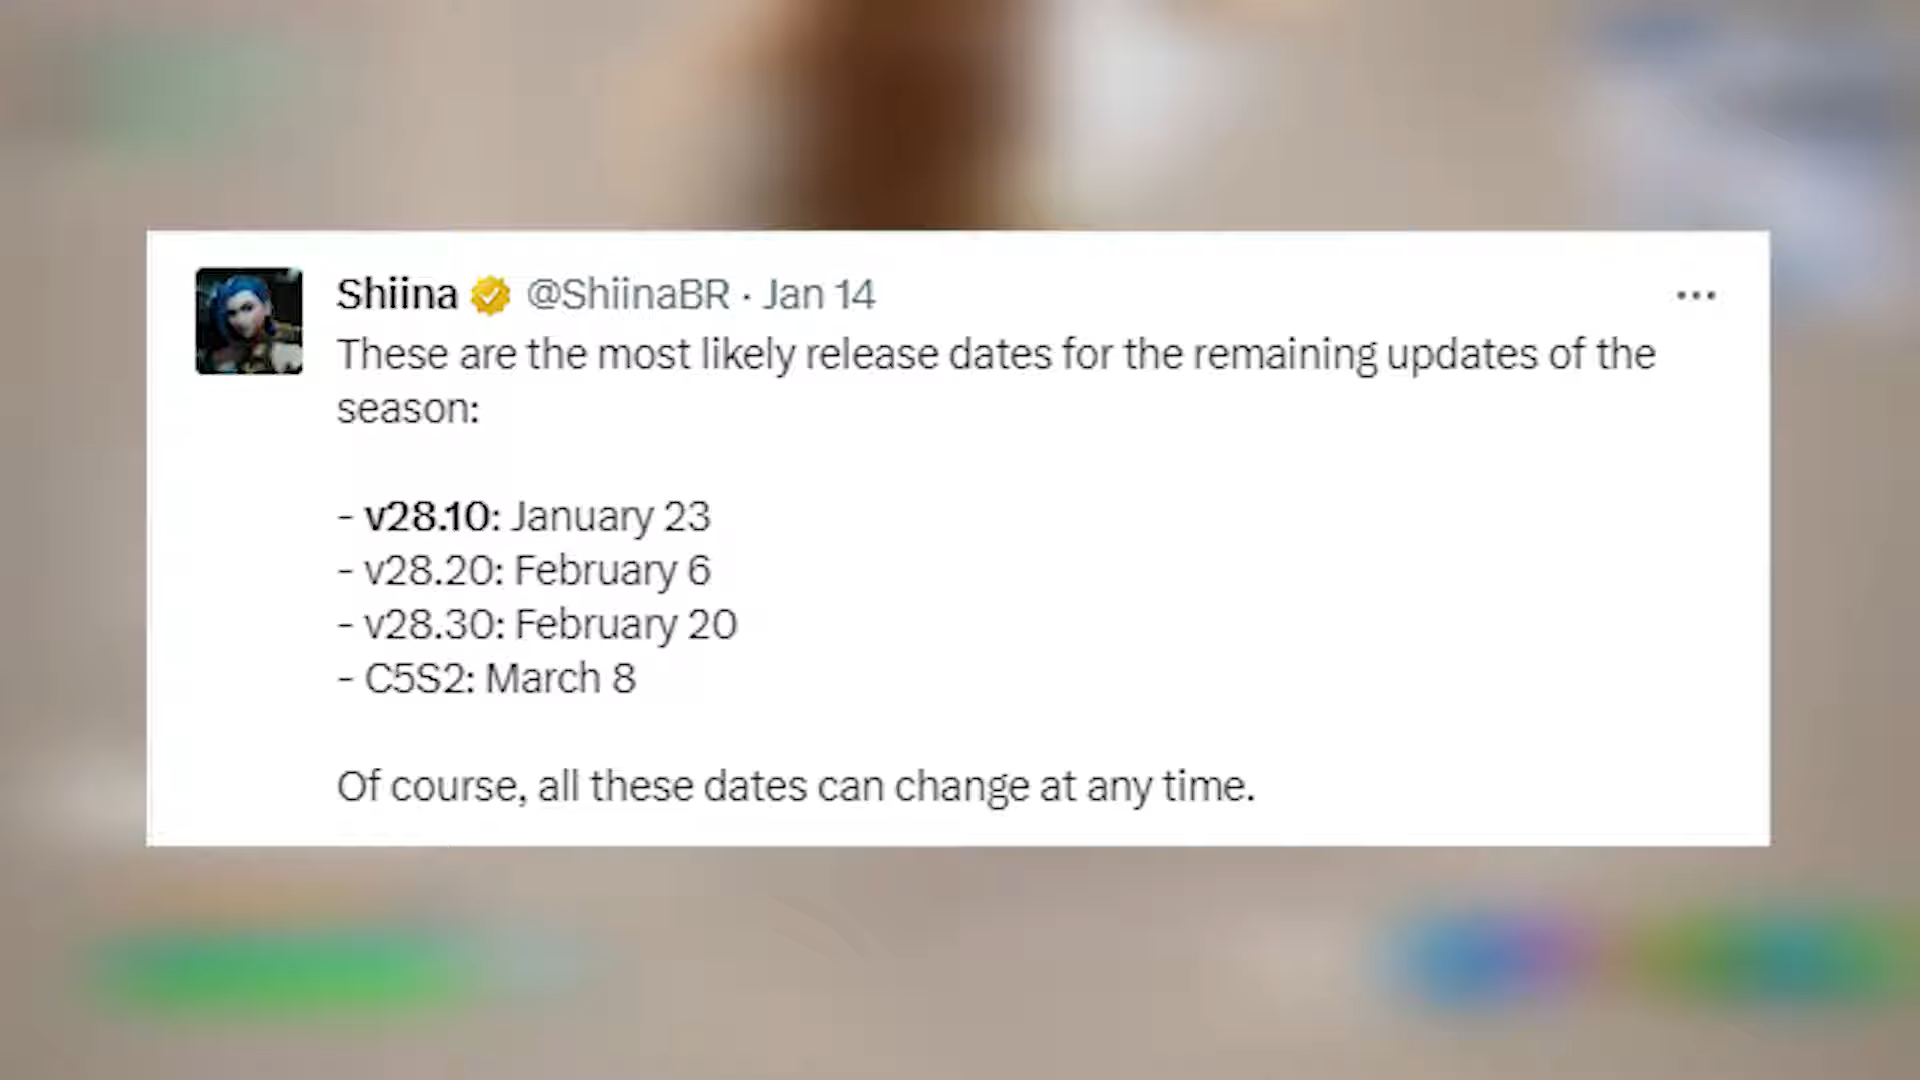 Shiina @ShiinaBR · Jan 14
These are the most likely release dates for the remaining updates of the
season:
- v28.10: January 23
- v28.20: February 6
- v28.30: February 20
- C5S2: March 8
Of course, all these dates can change at any time.